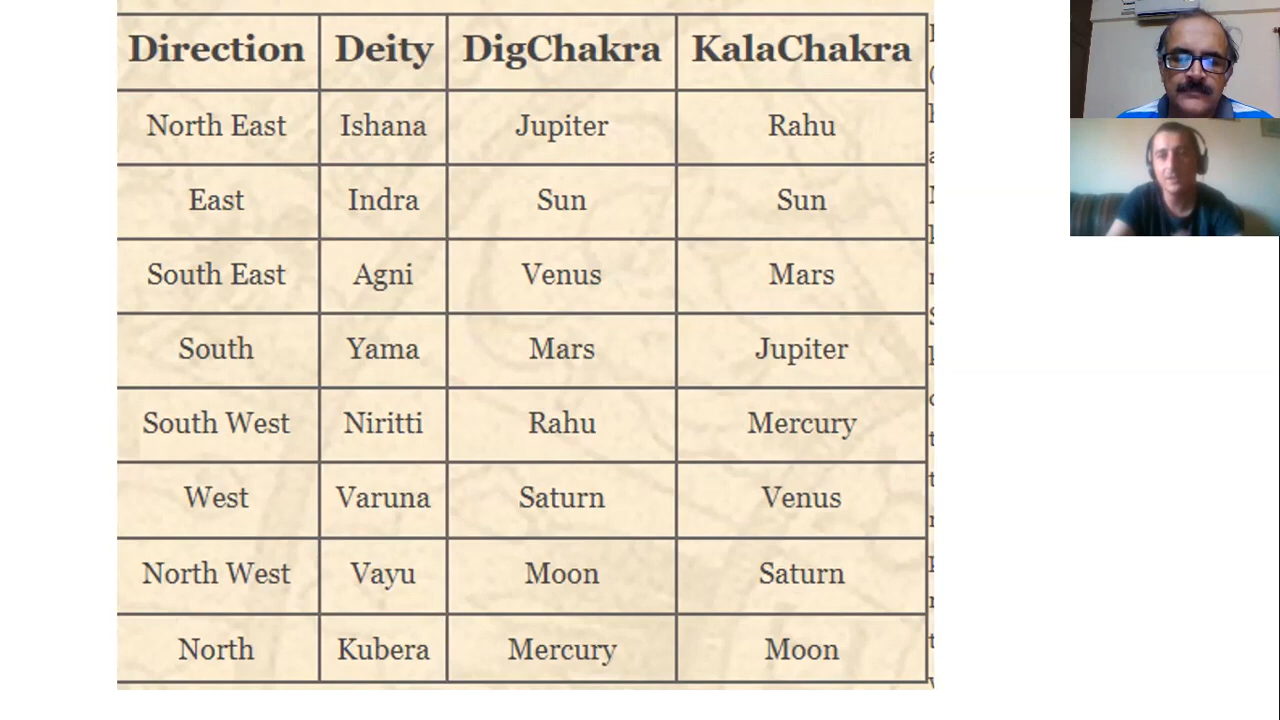 Direction Deity DigChakra KalaChakra
North East Ishana Jupiter Rahu
East Indra Sun Sun
South East Agni Venus Mars
South Yama Mars Jupiter
South West Niritti Rahu Mercury
West Varuna Saturn Venus
North West Vayu Moon Saturn
North Kubera Mercury Moon